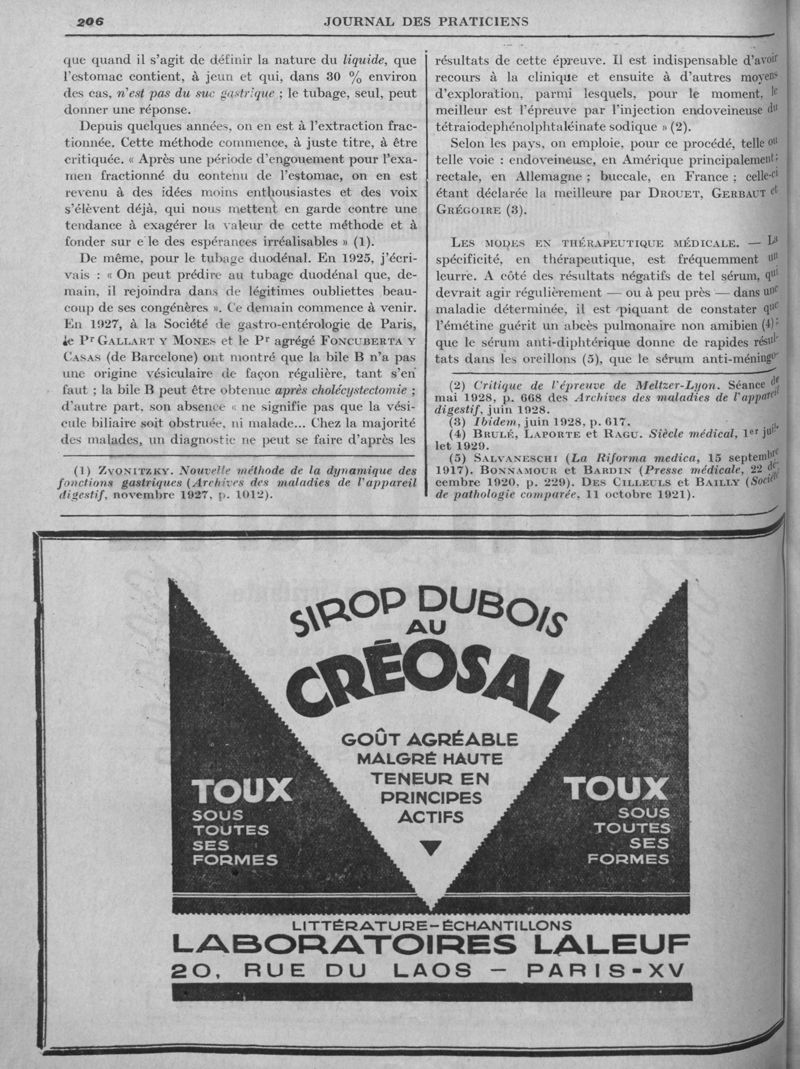 206
JOURNAL DES PRATICIENS
que quand il s'agit de définir la nature du liquide, que
l'estomac contient, à jeun et qui, dans 30 % environ
des cas, n'est pas du suc gastrique ; le tubage, seul, peut
donner une réponse.
Depuis quelques années, on en est à l'extraction frac-
tionnée. Cette méthode commence, à juste titre, à être
critiquée. « Après une période d'engouement pour l'exa-
men fractionné du contenu de l'estomac, on en est
revenu à des idées moins enthousiastes et des voix
s'élèvent déjà, qui nous mettent en garde contre une
tendance à exagérer la valeur de cette méthode et à
fonder sur e le des espérances irréalisables » (1).
De même, pour le tubage duodénal. En 1925, j'écri-
vais : « On peut prédire au tubage duodénal que, de-
main, il rejoindra dans de légitimes oubliettes beau-
coup de ses congénères ». Ce demain commence à venir.
En 1927, à la Société de gastro-entérologie de Paris,
le Pr GALLART Y MONES et le Pr agrégé FONCUBERTA Y
CASAS (de Barcelone) ont montré que la bile B n'a pas
une origine vésiculaire de façon régulière, tant s'en
faut ; la bile B peut être obtenue après cholécystectomie ;
d'autre part, son absence « ne signifie pas que la vési-
cule biliaire soit obstruée, ni malade... Chez la majorité
des malades, un diagnostic ne peut se faire d'après les
(1) ZVONITZKY. Nouvelle méthode de la dynamique des
fonctions gastriques (Archives des maladies de l'appareil
digestif, novembre 1927, p. 1012).
résultats de cette épreuve. Il est indispensable d'avoir
recours à la clinique et ensuite à d'autres moyens
d'exploration, parmi lesquels, pour le moment, le
meilleur est l'épreuve par l'injection endoveineuse du
tétraiodephénolphtaléinate sodique » (2).
Selon les pays, on emploie, pour ce procédé, telle ou
telle voie : endoveineuse, en Amérique principalement ;
rectale, en Allemagne ; buccale, en France ; celle-ci
étant déclarée la meilleure par DROUET, GERBAUT et
GRÉGOIRE (3).
LES MODES EN THÉRAPEUTIQUE MÉDICALE. — La
spécificité, en thérapeutique, est fréquemment un
leurre. A côté des résultats négatifs de tel sérum, qui
devrait agir régulièrement — ou à peu près — dans une
maladie déterminée, il est piquant de constater que
l'émétine guérit un abcès pulmonaire non amibien (4) ;
que le sérum anti-diphtérique donne de rapides résul-
tats dans les oreillons (5), que le sérum anti-méningo-
(2) Critique de l'épreuve de Meltzer-Lyon. Séance de
mai 1928, p. 668 des Archives des maladies de l'appareil
digestif, juin 1928.
(3) Ibidem, juin 1928, p. 617.
(4) BRULÉ, LAPORTE et RAGU. Siècle médical, 1er juil-
let 1929.
(5) SALVANESCHI (La Riforma medica, 15 septembre
1917). BONNAMOUR et BARDIN (Presse médicale, 22 dé-
cembre 1920, p. 229). DES CILLEULS et BAILLY (Société
de pathologie comparée, 11 octobre 1921).
SIROP DUBOIS
AU
CRÉOSAL
GOÛT AGRÉABLE
MALGRÉ HAUTE
TENEUR EN
PRINCIPES
ACTIFS
TOUX
SOUS
TOUTES
SES
FORMES
TOUX
SOUS
TOUTES
SES
FORMES
LITTÉRATURE-ÉCHANTILLONS
LABORATOIRES LALEUF
20, RUE DU LAOS - PARIS-XV